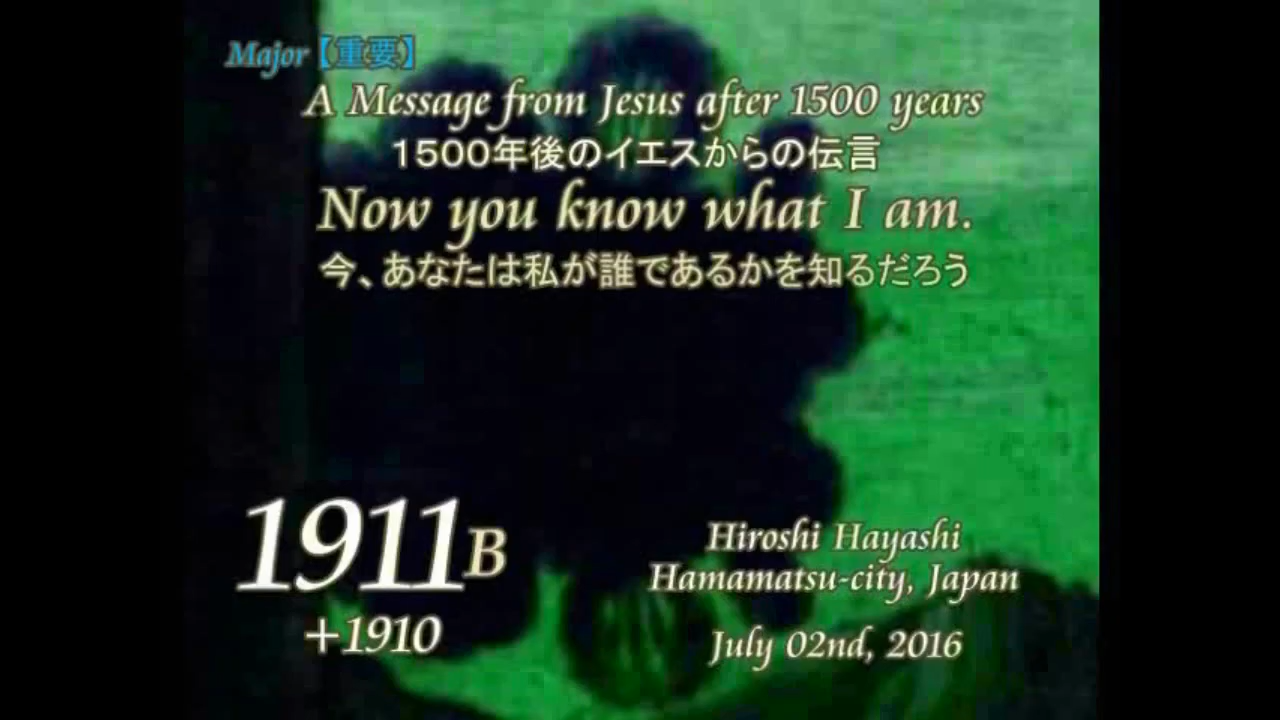 Major【重要】
A Message from Jesus after 1500 years
１５００年後のイエスからの伝言
Now you know what I am.
今、あなたは私が誰であるかを知るだろう
1911B
+1910
Hiroshi Hayashi
Hamamatsu-city, Japan
July 02nd, 2016